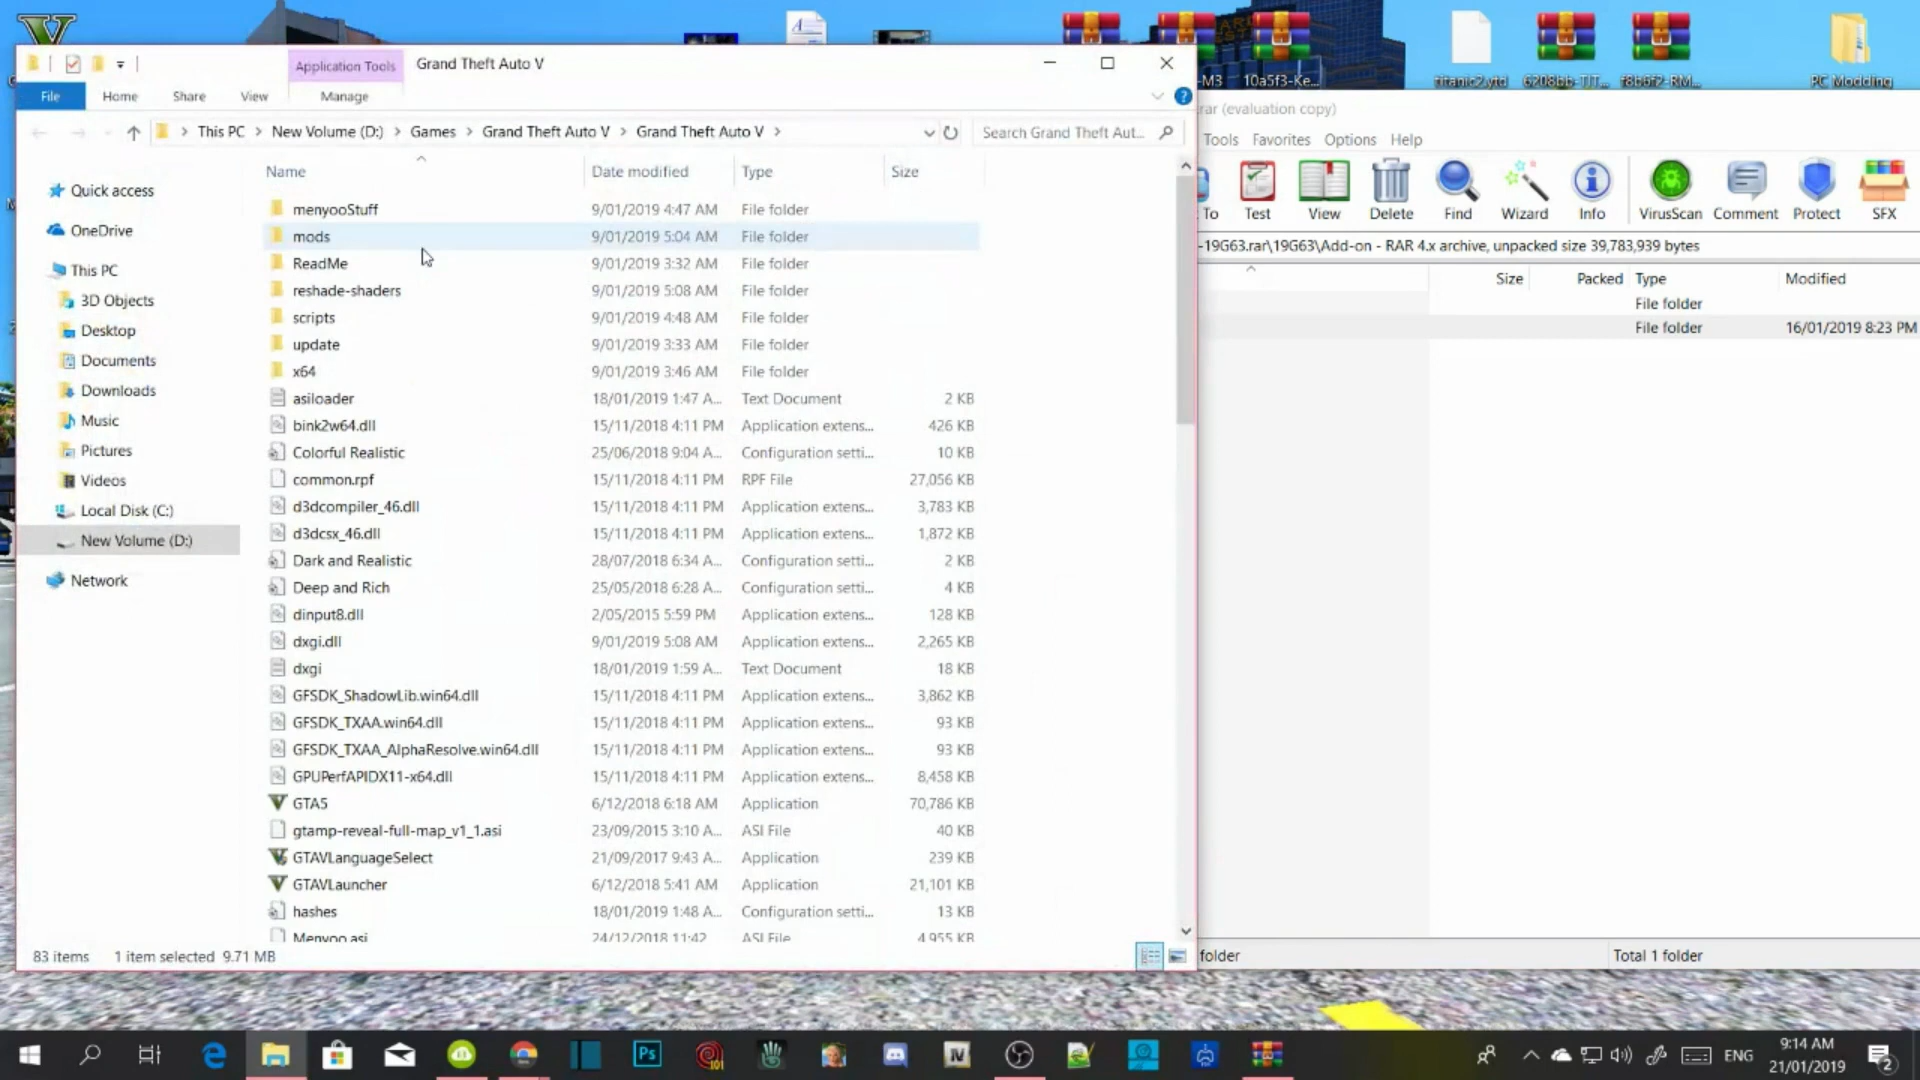 Application Tools
Grand Theft Auto V
File
Home
Share
View
Manage
This PC > New Volume (D:) > Games > Grand Theft Auto V > Grand Theft Auto V >
Search Grand Theft Aut...
Name
Date modified
Type
Size
Quick access
OneDrive
This PC
3D Objects
Desktop
Documents
Downloads
Music
Pictures
Videos
Local Disk (C:)
New Volume (D:)
Network
menyooStuff 9/01/2019 4:47 AM File folder
mods 9/01/2019 5:04 AM File folder
ReadMe 9/01/2019 3:32 AM File folder
reshade-shaders 9/01/2019 5:08 AM File folder
scripts 9/01/2019 4:48 AM File folder
update 9/01/2019 3:33 AM File folder
x64 9/01/2019 3:46 AM File folder
asiloader 18/01/2019 1:47 A... Text Document 2 KB
bink2w64.dll 15/11/2018 4:11 PM Application extens... 426 KB
Colorful Realistic 25/06/2018 9:04 A... Configuration setti... 10 KB
common.rpf 15/11/2018 4:11 PM RPF File 27,056 KB
d3dcompiler_46.dll 15/11/2018 4:11 PM Application extens... 3,783 KB
d3dcsx_46.dll 15/11/2018 4:11 PM Application extens... 1,872 KB
Dark and Realistic 28/07/2018 6:34 A... Configuration setti... 2 KB
Deep and Rich 25/05/2018 6:28 A... Configuration setti... 4 KB
dinput8.dll 2/05/2015 5:59 PM Application extens... 128 KB
dxgi.dll 9/01/2019 5:08 AM Application extens... 2,265 KB
dxgi 18/01/2019 1:59 A... Text Document 18 KB
GFSDK_ShadowLib.win64.dll 15/11/2018 4:11 PM Application extens... 3,862 KB
GFSDK_TXAA.win64.dll 15/11/2018 4:11 PM Application extens... 93 KB
GFSDK_TXAA_AlphaResolve.win64.dll 15/11/2018 4:11 PM Application extens... 93 KB
GPUPerfAPIDX11-x64.dll 15/11/2018 4:11 PM Application extens... 8,458 KB
GTA5 6/12/2018 6:18 AM Application 70,786 KB
gtamp-reveal-full-map_v1_1.asi 23/09/2015 3:10 A... ASI File 40 KB
GTAVLanguageSelect 21/09/2017 9:43 A... Application 239 KB
GTAVLauncher 6/12/2018 5:41 AM Application 21,101 KB
hashes 18/01/2019 1:48 A... Configuration setti... 13 KB
Menyoo.asi 24/12/2018 11:42 ASI File 4,955 KB
83 items 1 item selected 9.71 MB
-M3
10a5f3-Ke...
titanic2.ytd
6208bb-TIT...
f8b6f2-RM...
PC Modding
rar (evaluation copy)
Tools Favorites Options Help
To
Test
View
Delete
Find
Wizard
Info
VirusScan
Comment
Protect
SFX
-19G63.rar\19G63\Add-on - RAR 4.x archive, unpacked size 39,783,939 bytes
Size
Packed
Type
Modified
File folder
File folder 16/01/2019 8:23 PM
folder
Total 1 folder
Ps
101
IV
ENG
9:14 AM
21/01/2019
2